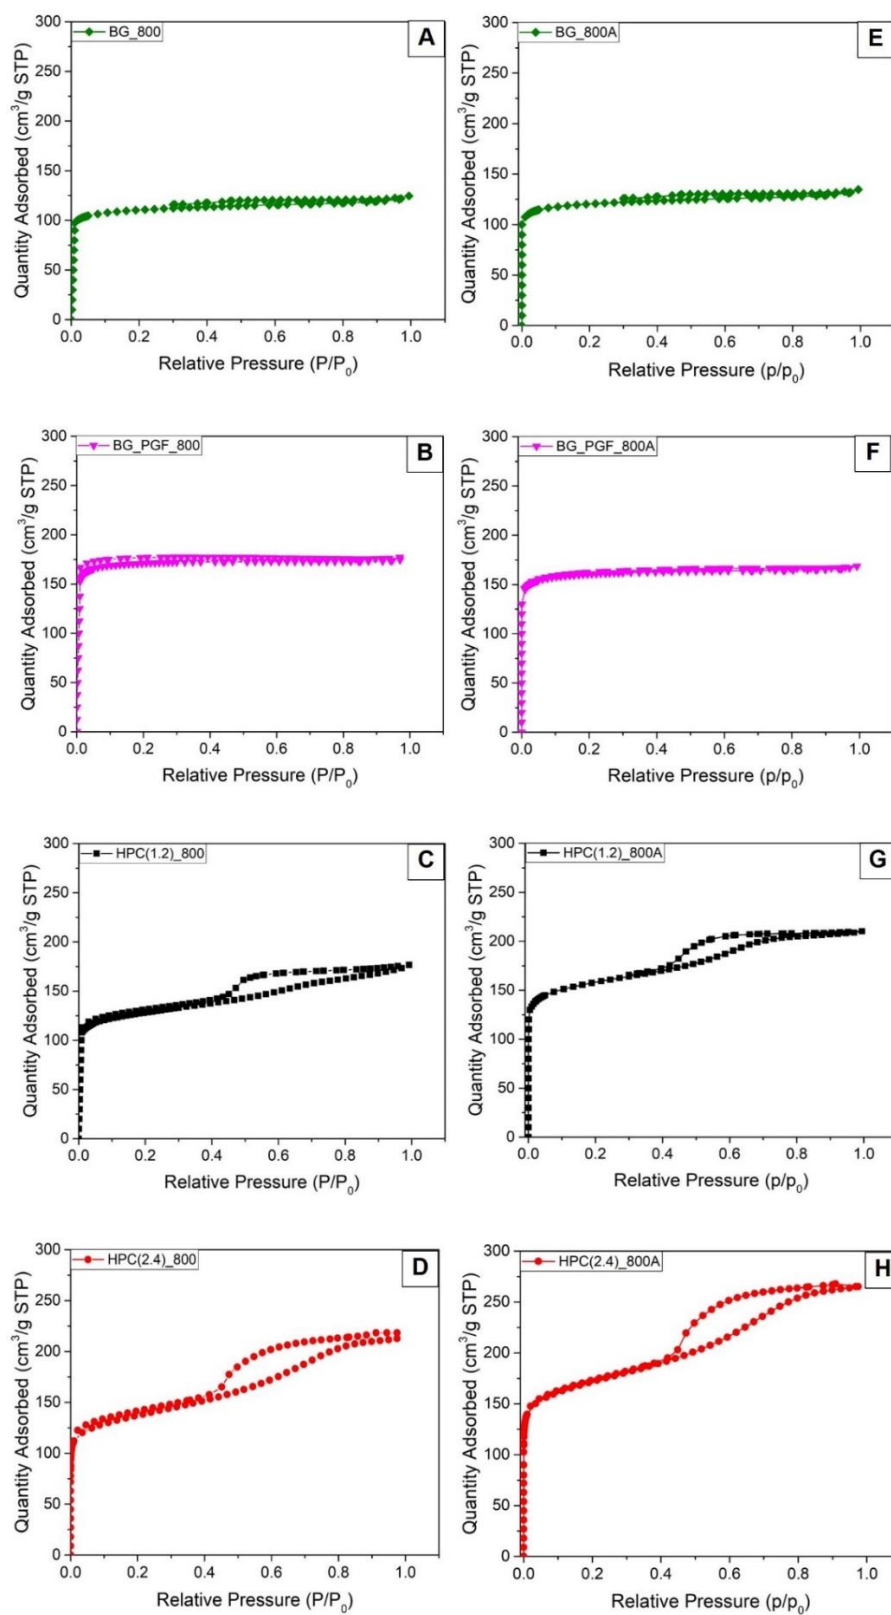 BG_800
A
300
250
200
150
100
50
0
Quantity Adsorbed (cm³/g STP)
0.0 0.2 0.4 0.6 0.8 1.0
Relative Pressure (P/P₀)
BG_800A
E
300
250
200
150
100
50
0
Quantity Adsorbed (cm³/g STP)
0.0 0.2 0.4 0.6 0.8 1.0
Relative Pressure (p/p₀)
BG_PGF_800
B
300
250
200
150
100
50
0
Quantity Adsorbed (cm³/g STP)
0.0 0.2 0.4 0.6 0.8 1.0
Relative Pressure (P/P₀)
BG_PGF_800A
F
300
250
200
150
100
50
0
Quantity Adsorbed (cm³/g STP)
0.0 0.2 0.4 0.6 0.8 1.0
Relative Pressure (p/p₀)
HPC(1.2)_800
C
300
250
200
150
100
50
0
Quantity Adsorbed (cm³/g STP)
0.0 0.2 0.4 0.6 0.8 1.0
Relative Pressure (P/P₀)
HPC(1.2)_800A
G
300
250
200
150
100
50
0
Quantity Adsorbed (cm³/g STP)
0.0 0.2 0.4 0.6 0.8 1.0
Relative Pressure (p/p₀)
HPC(2.4)_800
D
300
250
200
150
100
50
0
Quantity Adsorbed (cm³/g STP)
0.0 0.2 0.4 0.6 0.8 1.0
Relative Pressure (P/P₀)
HPC(2.4)_800A
H
300
250
200
150
100
50
0
Quantity Adsorbed (cm³/g STP)
0.0 0.2 0.4 0.6 0.8 1.0
Relative Pressure (p/p₀)